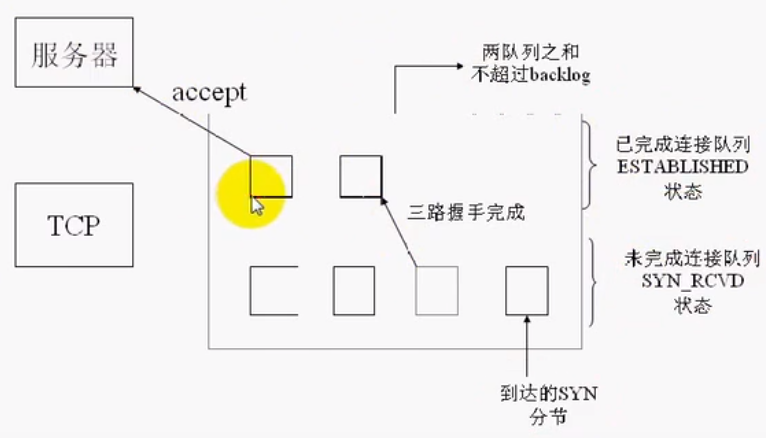 服务器
accept
两队列之和
不超过backlog
已完成连接队列
ESTABLISHED
状态
TCP
三路握手完成
未完成连接队列
SYN_RCVD
状态
到达的SYN
分节